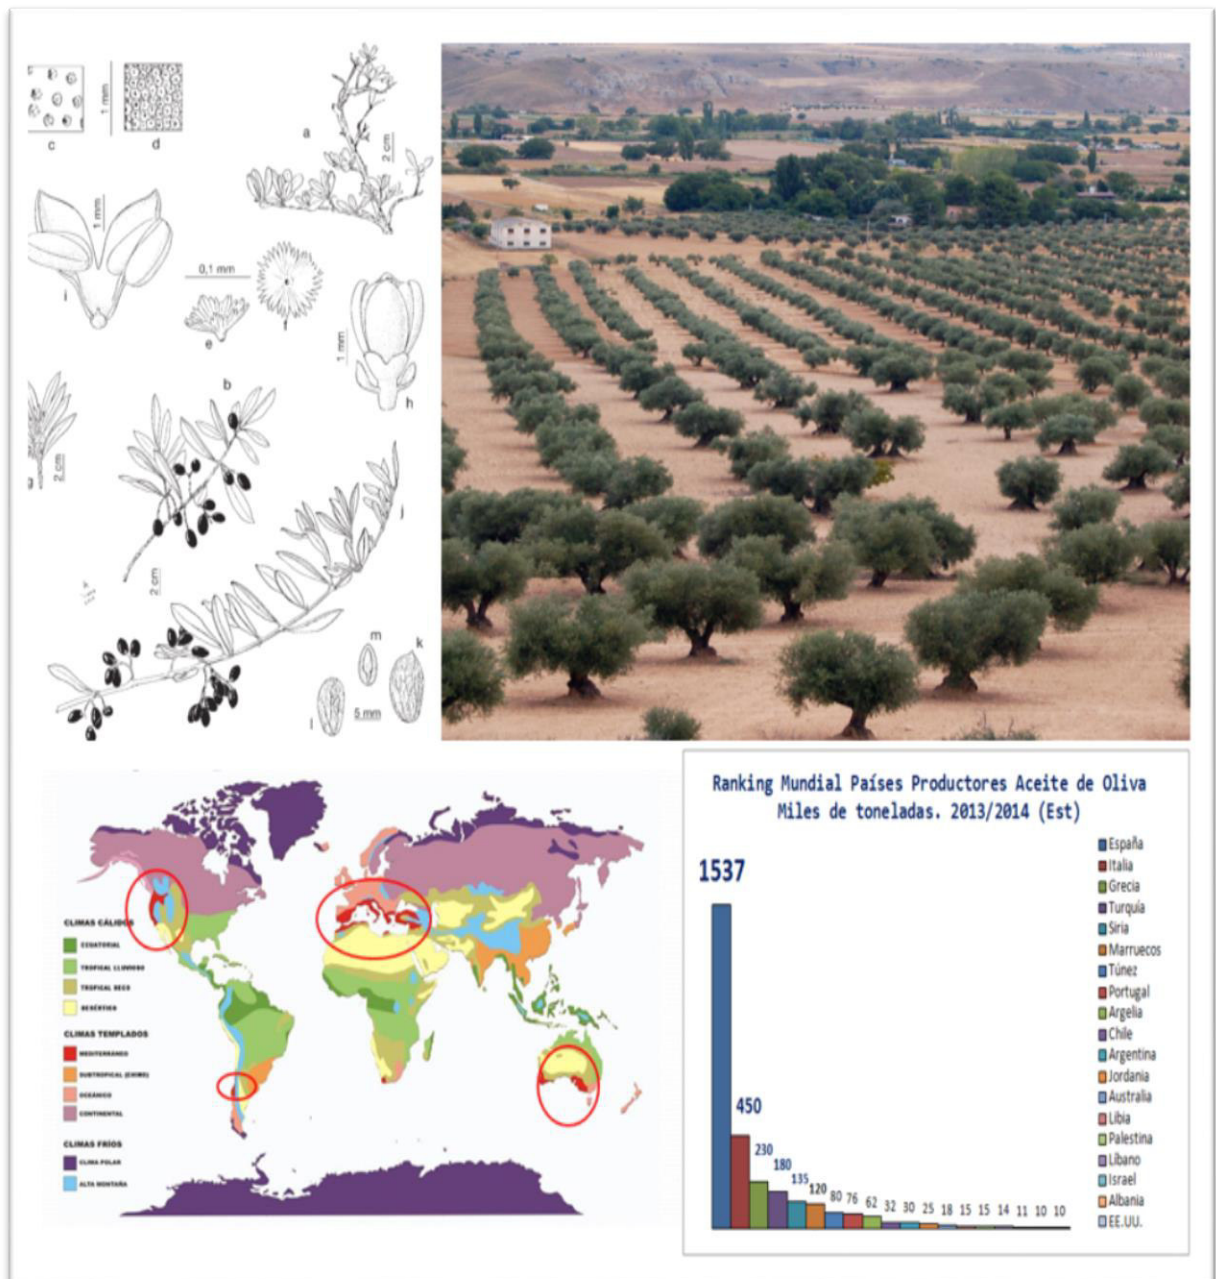 c
1 mm
d
a
2 cm
1 mm
i
0,1 mm
e
f
1 mm
h
b
g
2 cm
2 cm
j
m
k
l
5 mm
CLIMAS CÁLIDOS
ECUATORIAL
TROPICAL LLUVIOSO
TROPICAL SECO
DESÉRTICO
CLIMAS TEMPLADOS
MEDITERRÁNEO
SUBTROPICAL (CHINO)
OCEÁNICO
CONTINENTAL
CLIMAS FRÍOS
CLIMA POLAR
ALTA MONTAÑA
Ranking Mundial Países Productores Aceite de Oliva
Miles de toneladas. 2013/2014 (Est)
1537
450
230
180
135
120
80
76
62
32
30
25
18
15
15
14
11
10
10
España
Italia
Grecia
Turquía
Siria
Marruecos
Túnez
Portugal
Argelia
Chile
Argentina
Jordania
Australia
Libia
Palestina
Líbano
Israel
Albania
EE.UU.